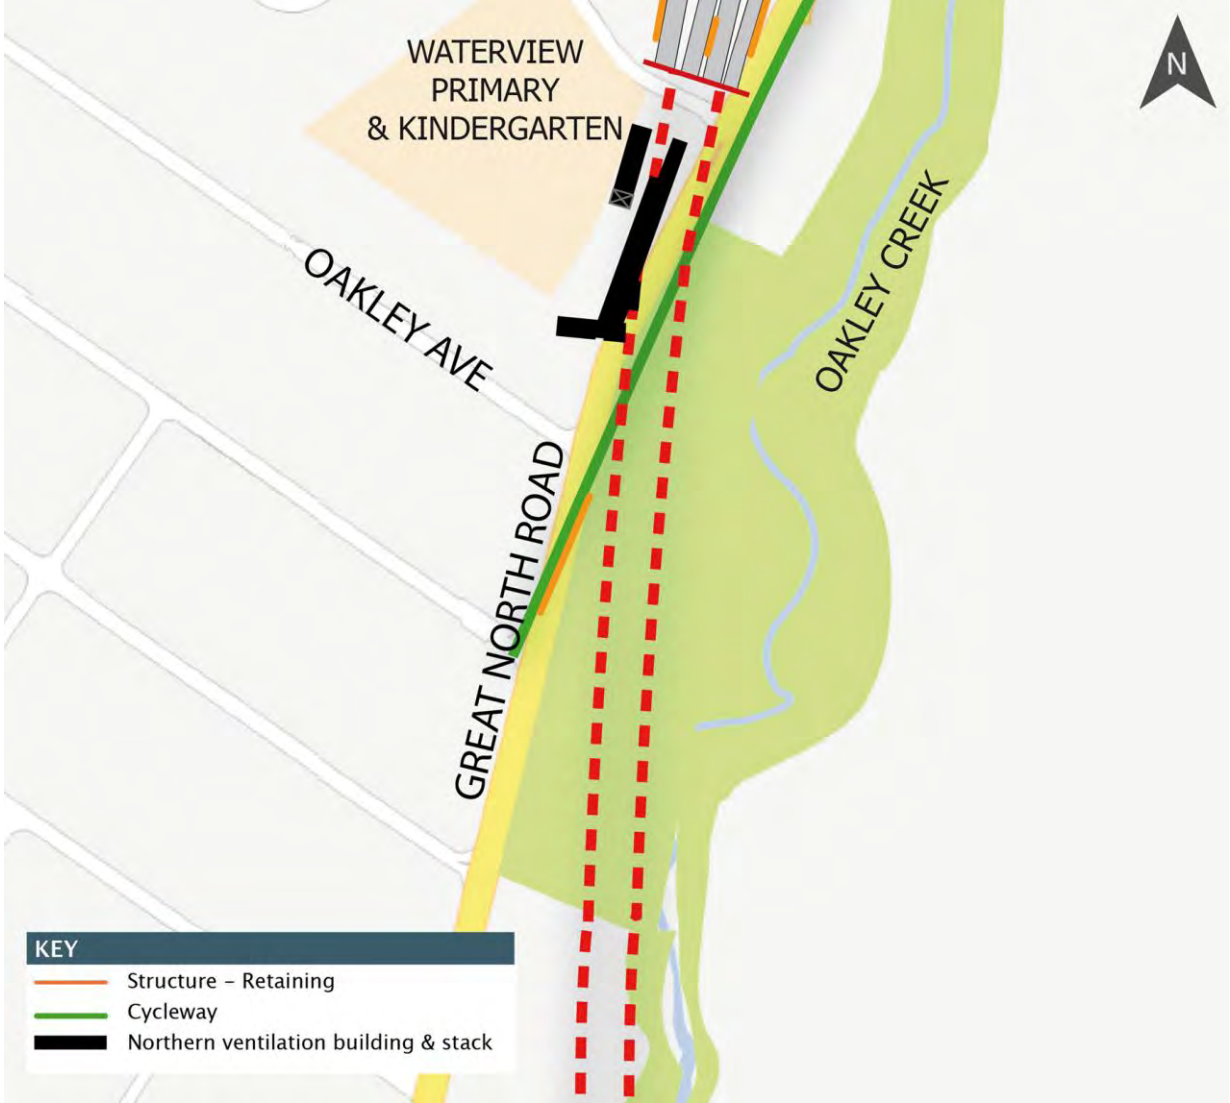 WATERVIEW
PRIMARY
& KINDERGARTEN
N
OAKLEY CREEK
OAKLEY AVE
GREAT NORTH ROAD
KEY
Structure – Retaining
Cycleway
Northern ventilation building & stack